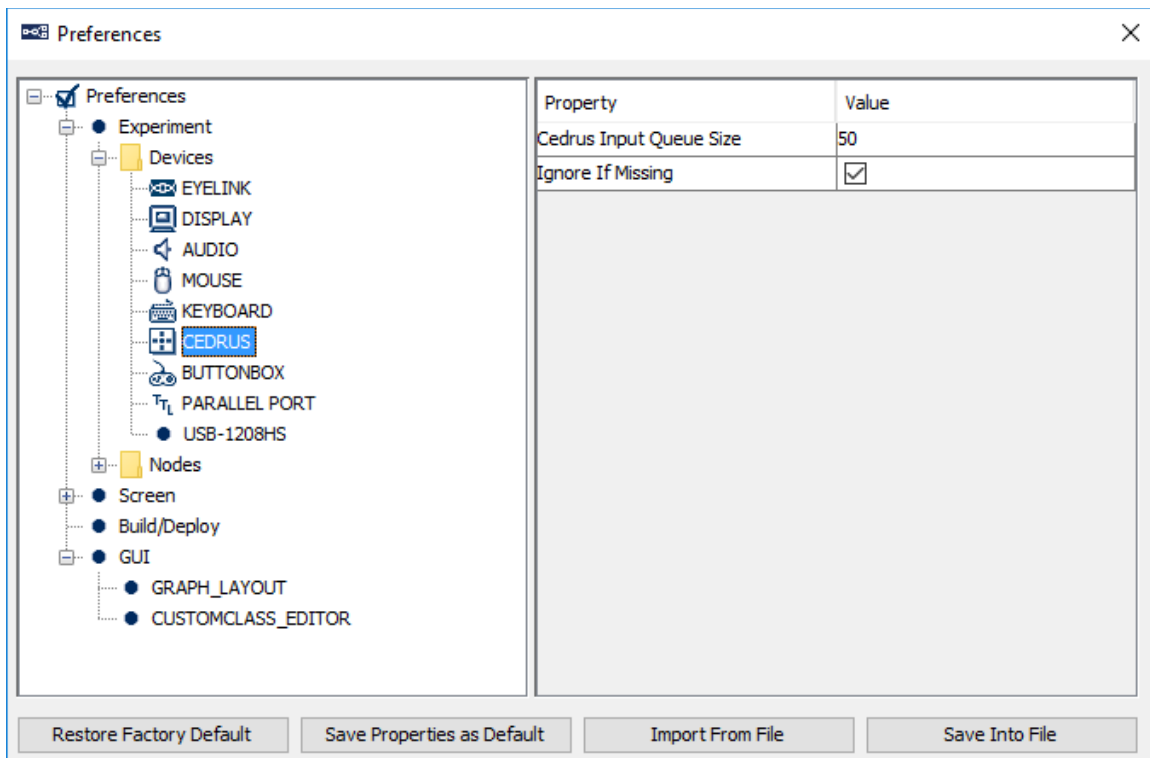 Preferences
Preferences
Experiment
Devices
EYELINK
DISPLAY
AUDIO
MOUSE
KEYBOARD
CEDRUS
BUTTONBOX
TTL PARALLEL PORT
USB-1208HS
Nodes
Screen
Build/Deploy
GUI
GRAPH_LAYOUT
CUSTOMCLASS_EDITOR
Property Value
Cedrus Input Queue Size 50
Ignore If Missing
Restore Factory Default Save Properties as Default Import From File Save Into File